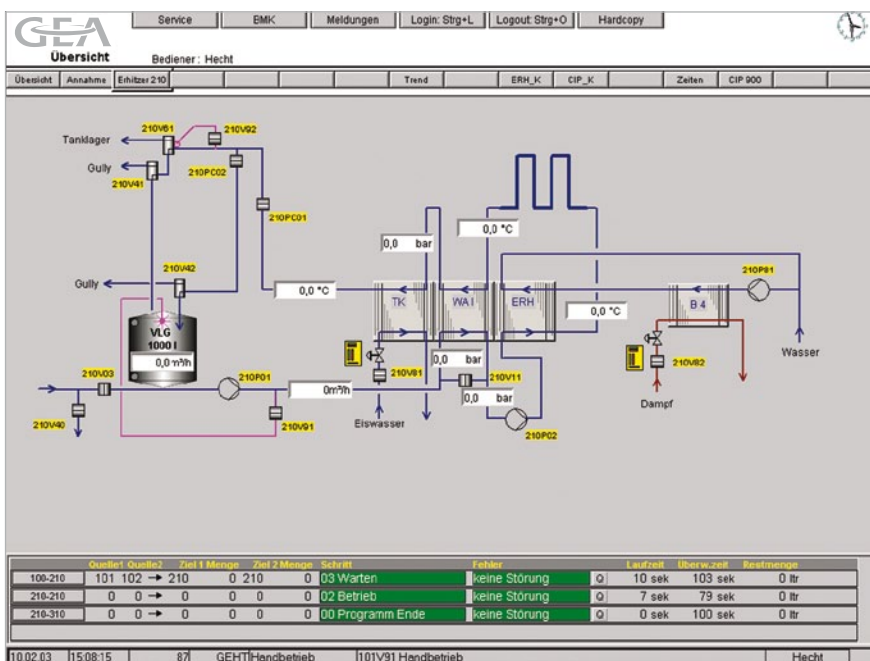 GEA
Service BMK Meldungen Login: Strg+L Logout: Strg+O Hardcopy
Übersicht Bediener: Hecht
Übersicht Annahme Erhitzer 210 Trend ERH_K CIP_K Zeiten CIP 900
210V61 210V92
Tanklager
Gully 210PC02
210V41
210PC01
0,0 °C
0,0 bar
210V42 210P81
Gully
0,0 °C TK WA I ERH B 4
0,0 °C
VLG
1000 l
0,0 m³/h
Wasser
0,0 bar
210V03 210P01 210V81 210V11 210V82
0m³/h
0,0 bar
Dampf
210V40 210V91 Eiswasser
210P02
Quelle1 Quelle2 Ziel 1 Menge Ziel 2 Menge Schritt Fehler Laufzeit Überw.zeit Restmenge
100-210 101 102 → 210 0 210 0 03 Warten keine Störung Q 10 sek 103 sek 0 ltr
210-210 0 0 → 0 0 0 0 02 Betrieb keine Störung Q 7 sek 79 sek 0 ltr
210-310 0 0 → 0 0 0 0 00 Programm Ende keine Störung Q 0 sek 100 sek 0 ltr
10.02.03 15:08:15 87 GEHT Handbetrieb 101V91 Handbetrieb Hecht